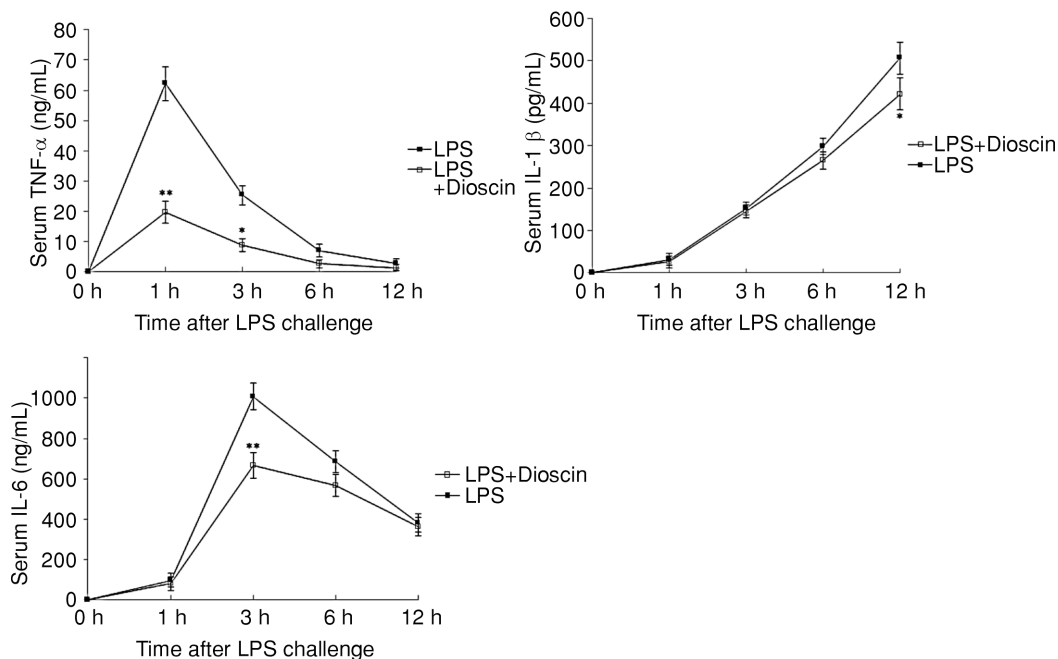 Serum TNF-α (ng/mL)
80
70
60
50
40
30
20
10
0
**
*
0 h 1 h 3 h 6 h 12 h
Time after LPS challenge
LPS
LPS
+Dioscin
Serum IL-1 β (pg/mL)
600
500
400
300
200
100
0
*
0 h 1 h 3 h 6 h 12 h
Time after LPS challenge
LPS+Dioscin
LPS
Serum IL-6 (ng/mL)
1000
800
600
400
200
0
**
0 h 1 h 3 h 6 h 12 h
Time after LPS challenge
LPS+Dioscin
LPS